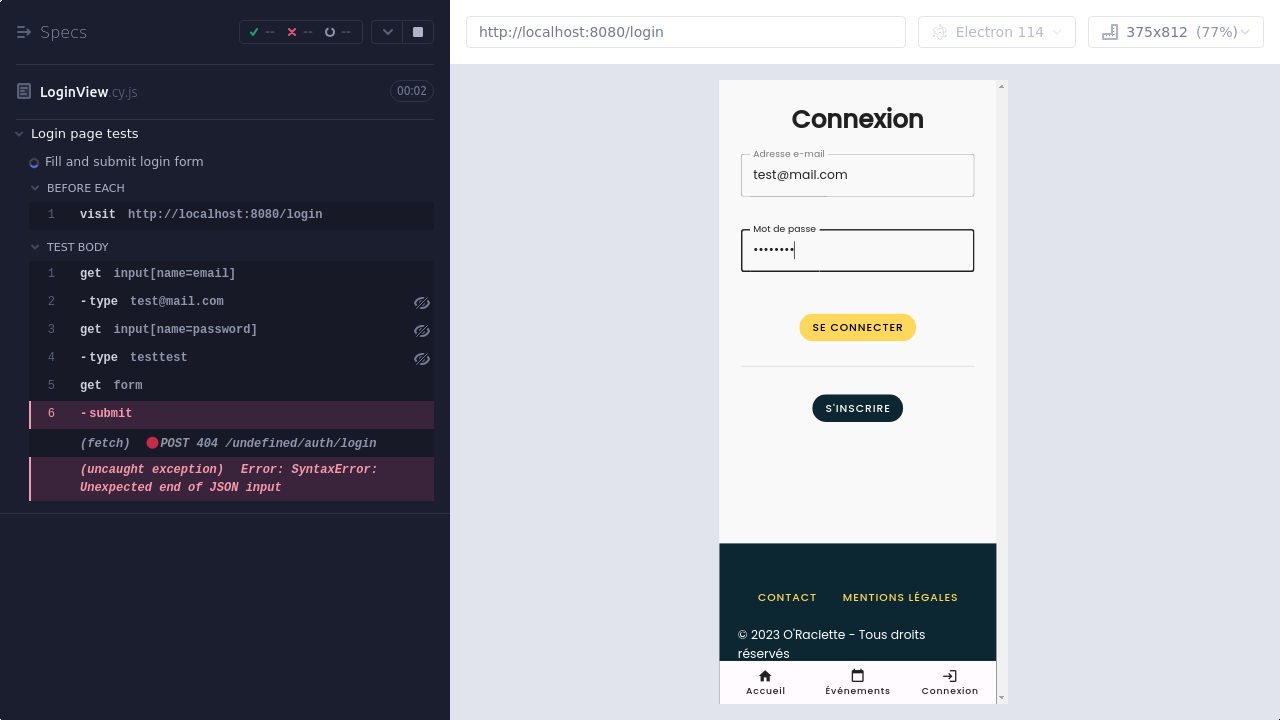 Specs
-- -- --
LoginView.cy.js
00:02
Login page tests
Fill and submit login form
BEFORE EACH
1 visit http://localhost:8080/login
TEST BODY
1 get input[name=email]
2 -type test@mail.com
3 get input[name=password]
4 -type testtest
5 get form
6 -submit
(fetch) POST 404 /undefined/auth/login
(uncaught exception) Error: SyntaxError:
Unexpected end of JSON input
http://localhost:8080/login
Electron 114
375x812 (77%)
Connexion
Adresse e-mail
test@mail.com
Mot de passe
••••••••
SE CONNECTER
S'INSCRIRE
CONTACT MENTIONS LÉGALES
© 2023 O'Raclette - Tous droits
réservés
Accueil Événements Connexion